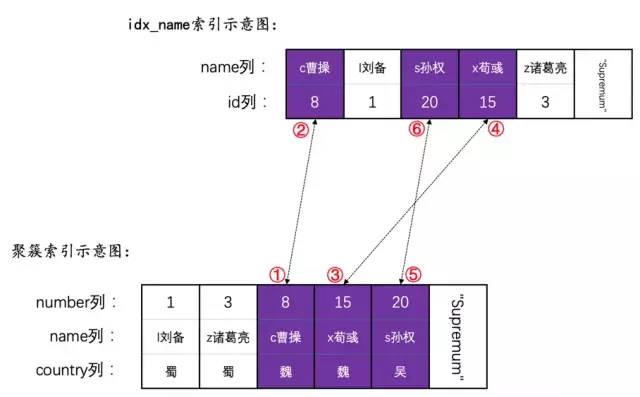 idx_name索引示意图：
name列： c曹操 l刘备 s孙权 x荀彧 z诸葛亮 "Supremum"
id列： 8 1 20 15 3
② ⑥ ④
聚簇索引示意图：
① ③ ⑤
number列： 1 3 8 15 20 "Supremum"
name列： l刘备 z诸葛亮 c曹操 x荀彧 s孙权
country列： 蜀 蜀 魏 魏 吴